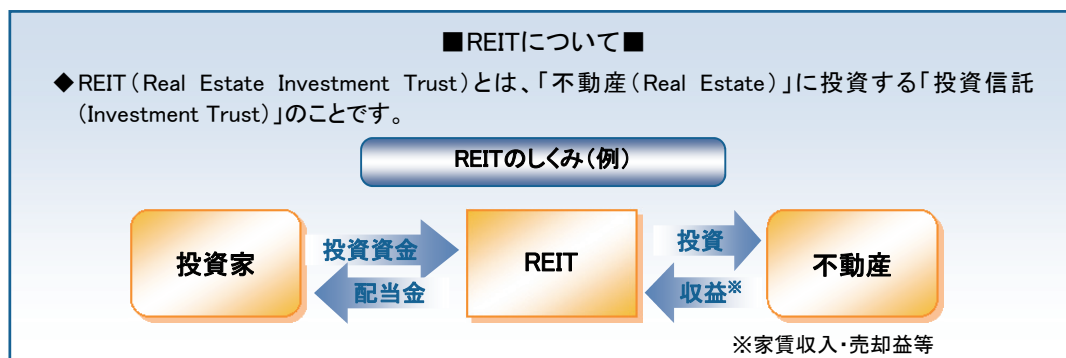 ■REITについて■
◆REIT(Real Estate Investment Trust)とは、「不動産(Real Estate)」に投資する「投資信託
(Investment Trust)」のことです。
REITのしくみ(例)
投資家
投資資金
配当金
REIT
投資
収益※
不動産
※家賃収入・売却益等